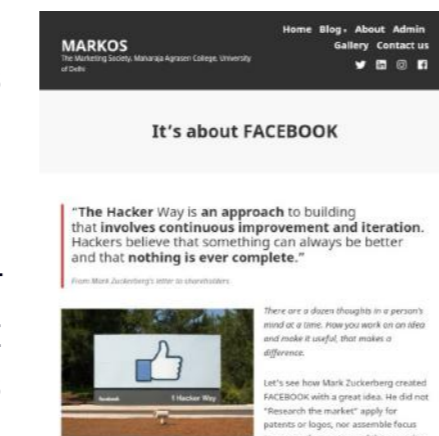 Home Blog About Admin
Gallery Contact us
MARKOS
The Marketing Society, Maharaja Agrasen College, University
of Delhi
It's about FACEBOOK
"The Hacker Way is an approach to building
that involves continuous improvement and iteration.
Hackers believe that something can always be better
and that nothing is ever complete."
From Mark Zuckerberg's letter to shareholders
facebook 1 Hacker Way
There are a dozen thoughts in a person's
mind at a time. How you work on an idea
and make it useful, that makes a
difference.
Let's see how Mark Zuckerberg created
FACEBOOK with a great idea. He did not
"Research the market" apply for
patents or logos, nor assemble focus